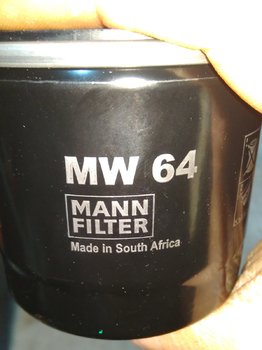 MW 64
MANN
FILTER
Made in South Africa